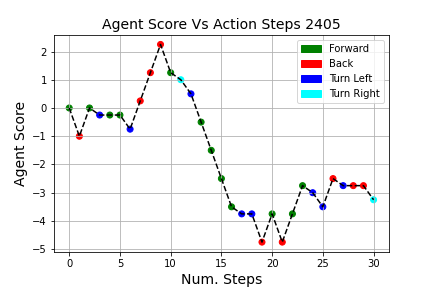 Agent Score Vs Action Steps 2405
Agent Score
2
1
0
−1
−2
−3
−4
−5
Forward
Back
Turn Left
Turn Right
0 5 10 15 20 25 30
Num. Steps